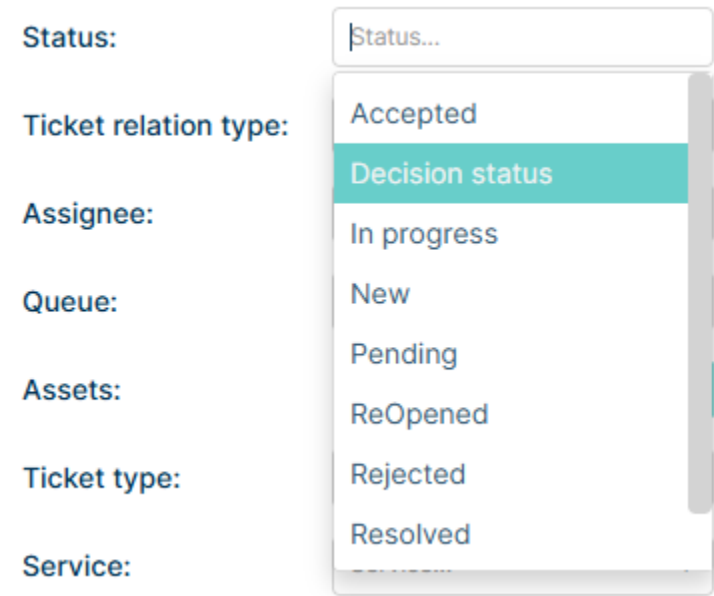 Status:
Status...
Accepted
Ticket relation type:
Decision status
Assignee:
In progress
Queue:
New
Pending
Assets:
ReOpened
Ticket type:
Rejected
Resolved
Service: